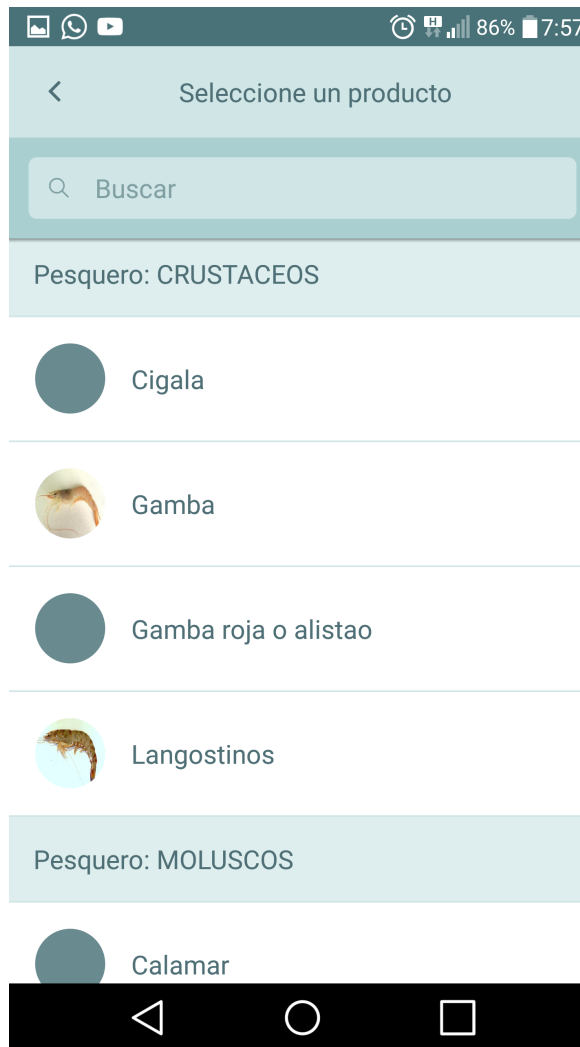 H 86% 7:57
Seleccione un producto
Buscar
Pesquero: CRUSTACEOS
Cigala
Gamba
Gamba roja o alistao
Langostinos
Pesquero: MOLUSCOS
Calamar